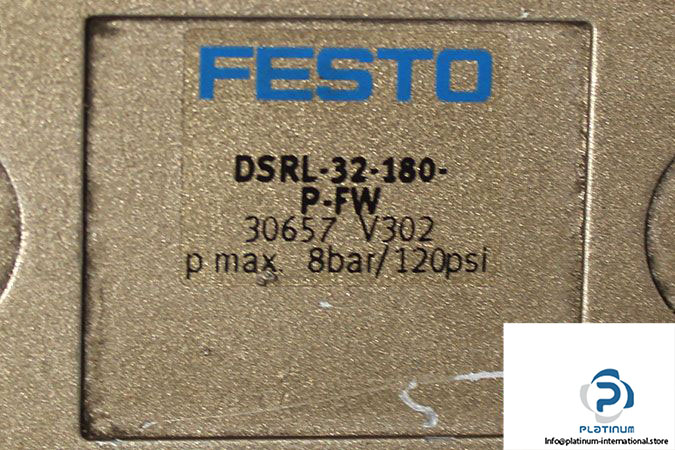 FESTO
DSRL-32-180-
P-FW
30657 V302
p max. 8bar/120psi
PLATINUM
Info@platinum-international.store